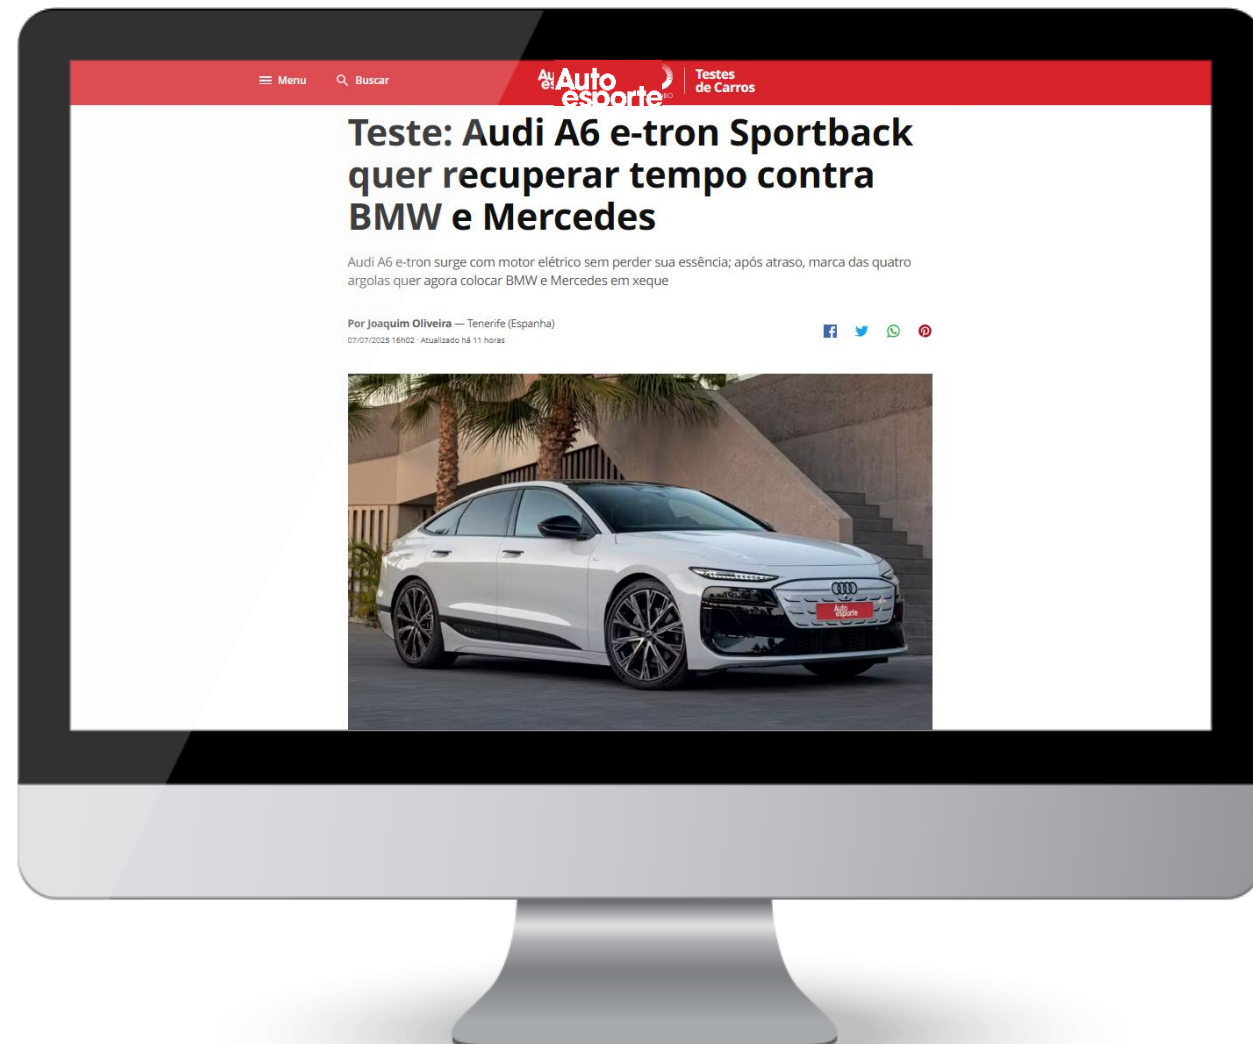 Menu
Buscar
Auto
esporte
Testes
de Carros
Teste: Audi A6 e-tron Sportback
quer recuperar tempo contra
BMW e Mercedes
Audi A6 e-tron surge com motor elétrico sem perder sua essência; após atraso, marca das quatro
argolas quer agora colocar BMW e Mercedes em xeque
Por Joaquim Oliveira — Tenerife (Espanha)
07/07/2025 16h02 · Atualizado há 11 horas
Auto
esporte